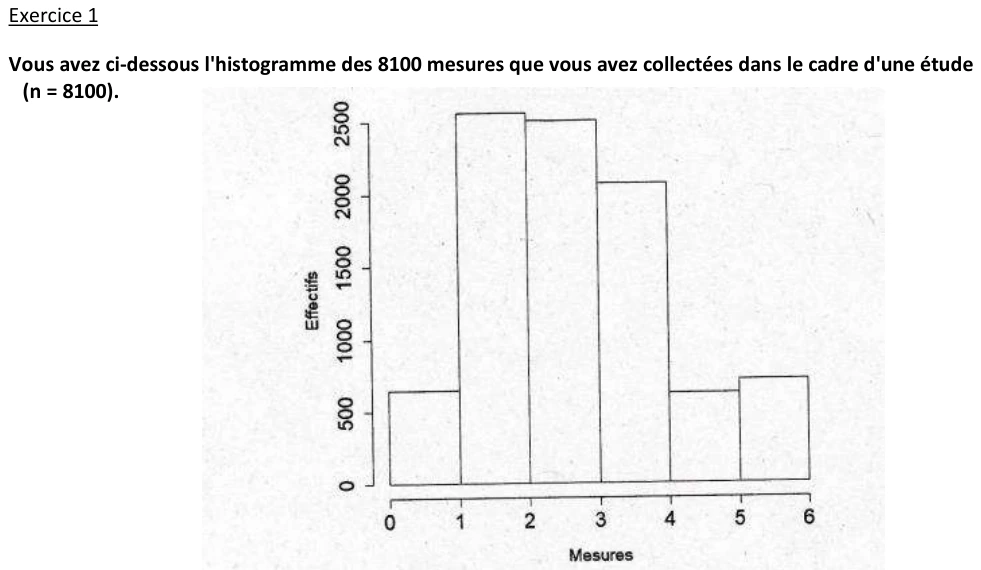 Exercice 1
Vous avez ci-dessous l'histogramme des 8100 mesures que vous avez collectées dans le cadre d'une étude
(n = 8100).
Effectifs
2500
2000
1500
1000
500
0
0 1 2 3 4 5 6
Mesures